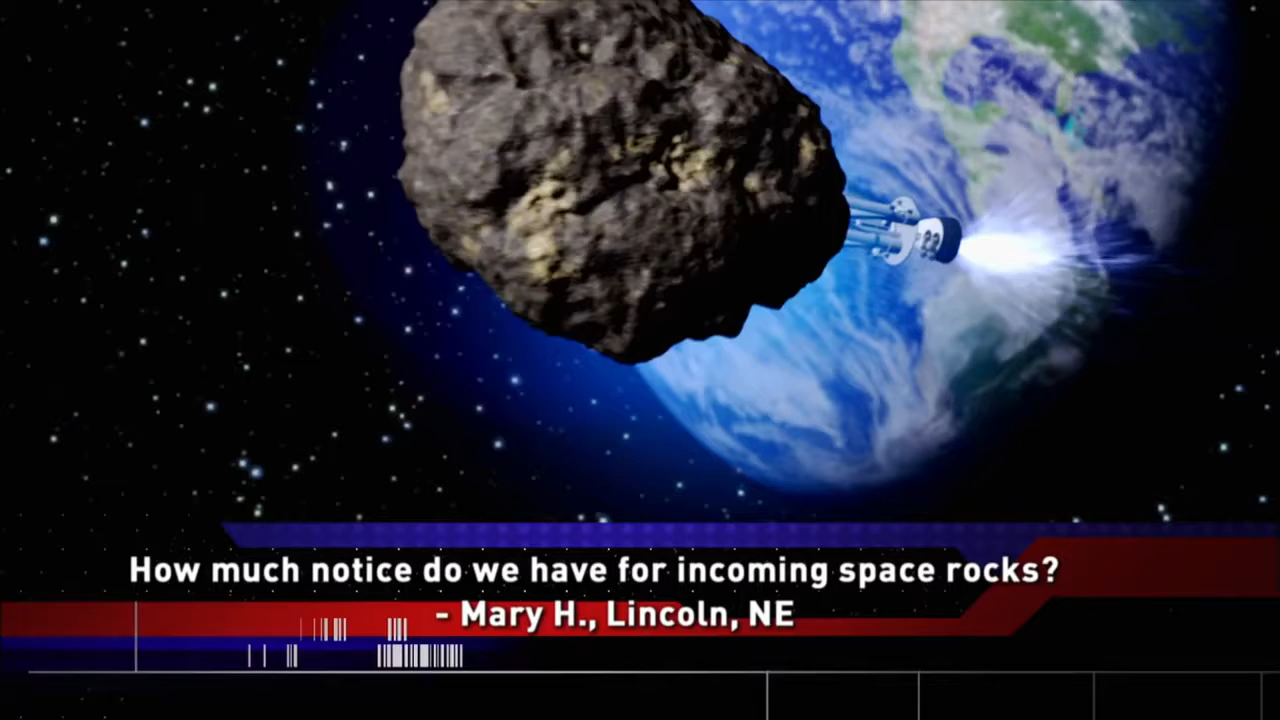 How much notice do we have for incoming space rocks?
- Mary H., Lincoln, NE